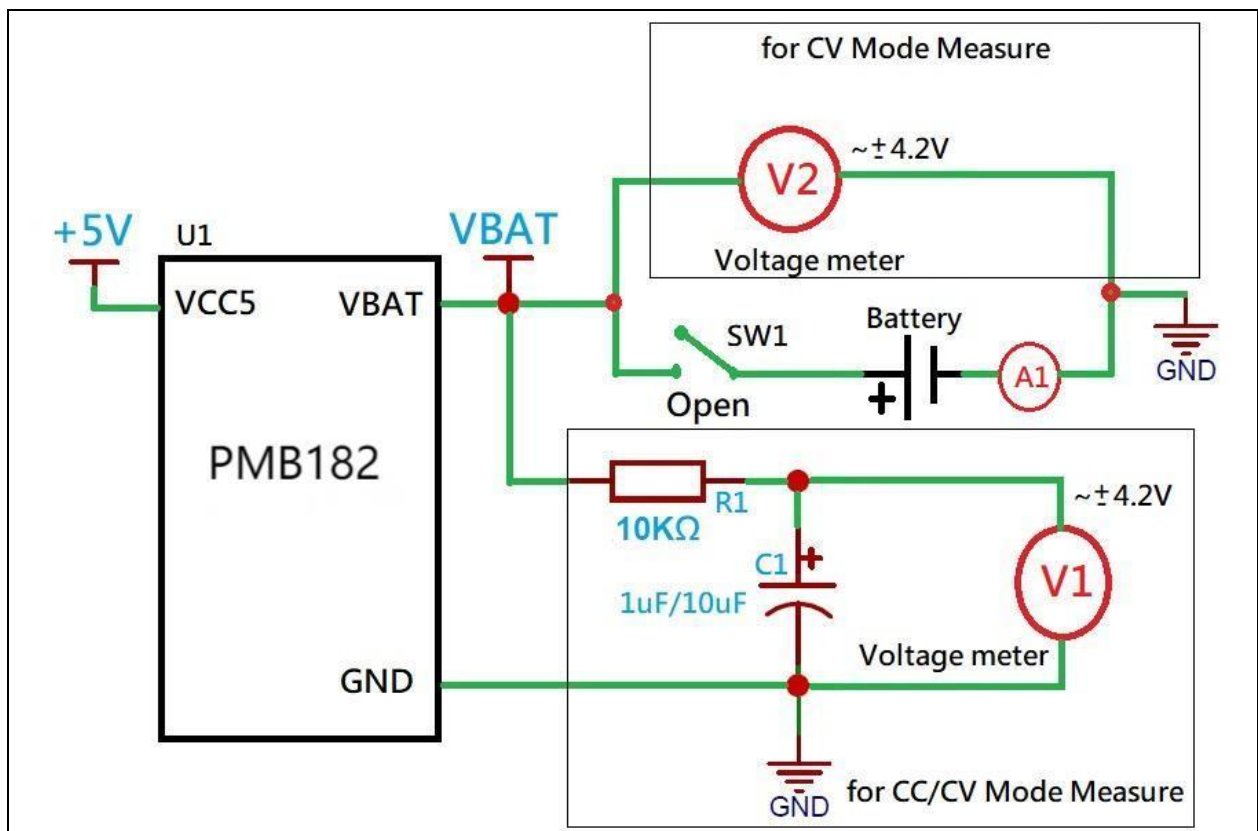 for CV Mode Measure
V2
~±4.2V
Voltage meter
+5V
U1
VBAT
VCC5
VBAT
SW1
Battery
GND
Open
+
A1
PMB182
R1
10KΩ
~±4.2V
C1
+
1uF/10uF
V1
Voltage meter
GND
GND
for CC/CV Mode Measure